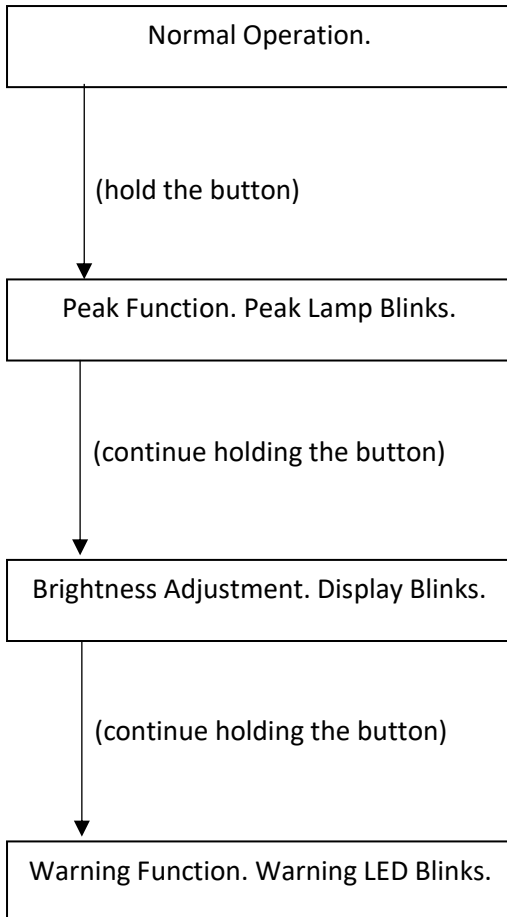 Normal Operation.
(hold the button)
Peak Function. Peak Lamp Blinks.
(continue holding the button)
Brightness Adjustment. Display Blinks.
(continue holding the button)
Warning Function. Warning LED Blinks.